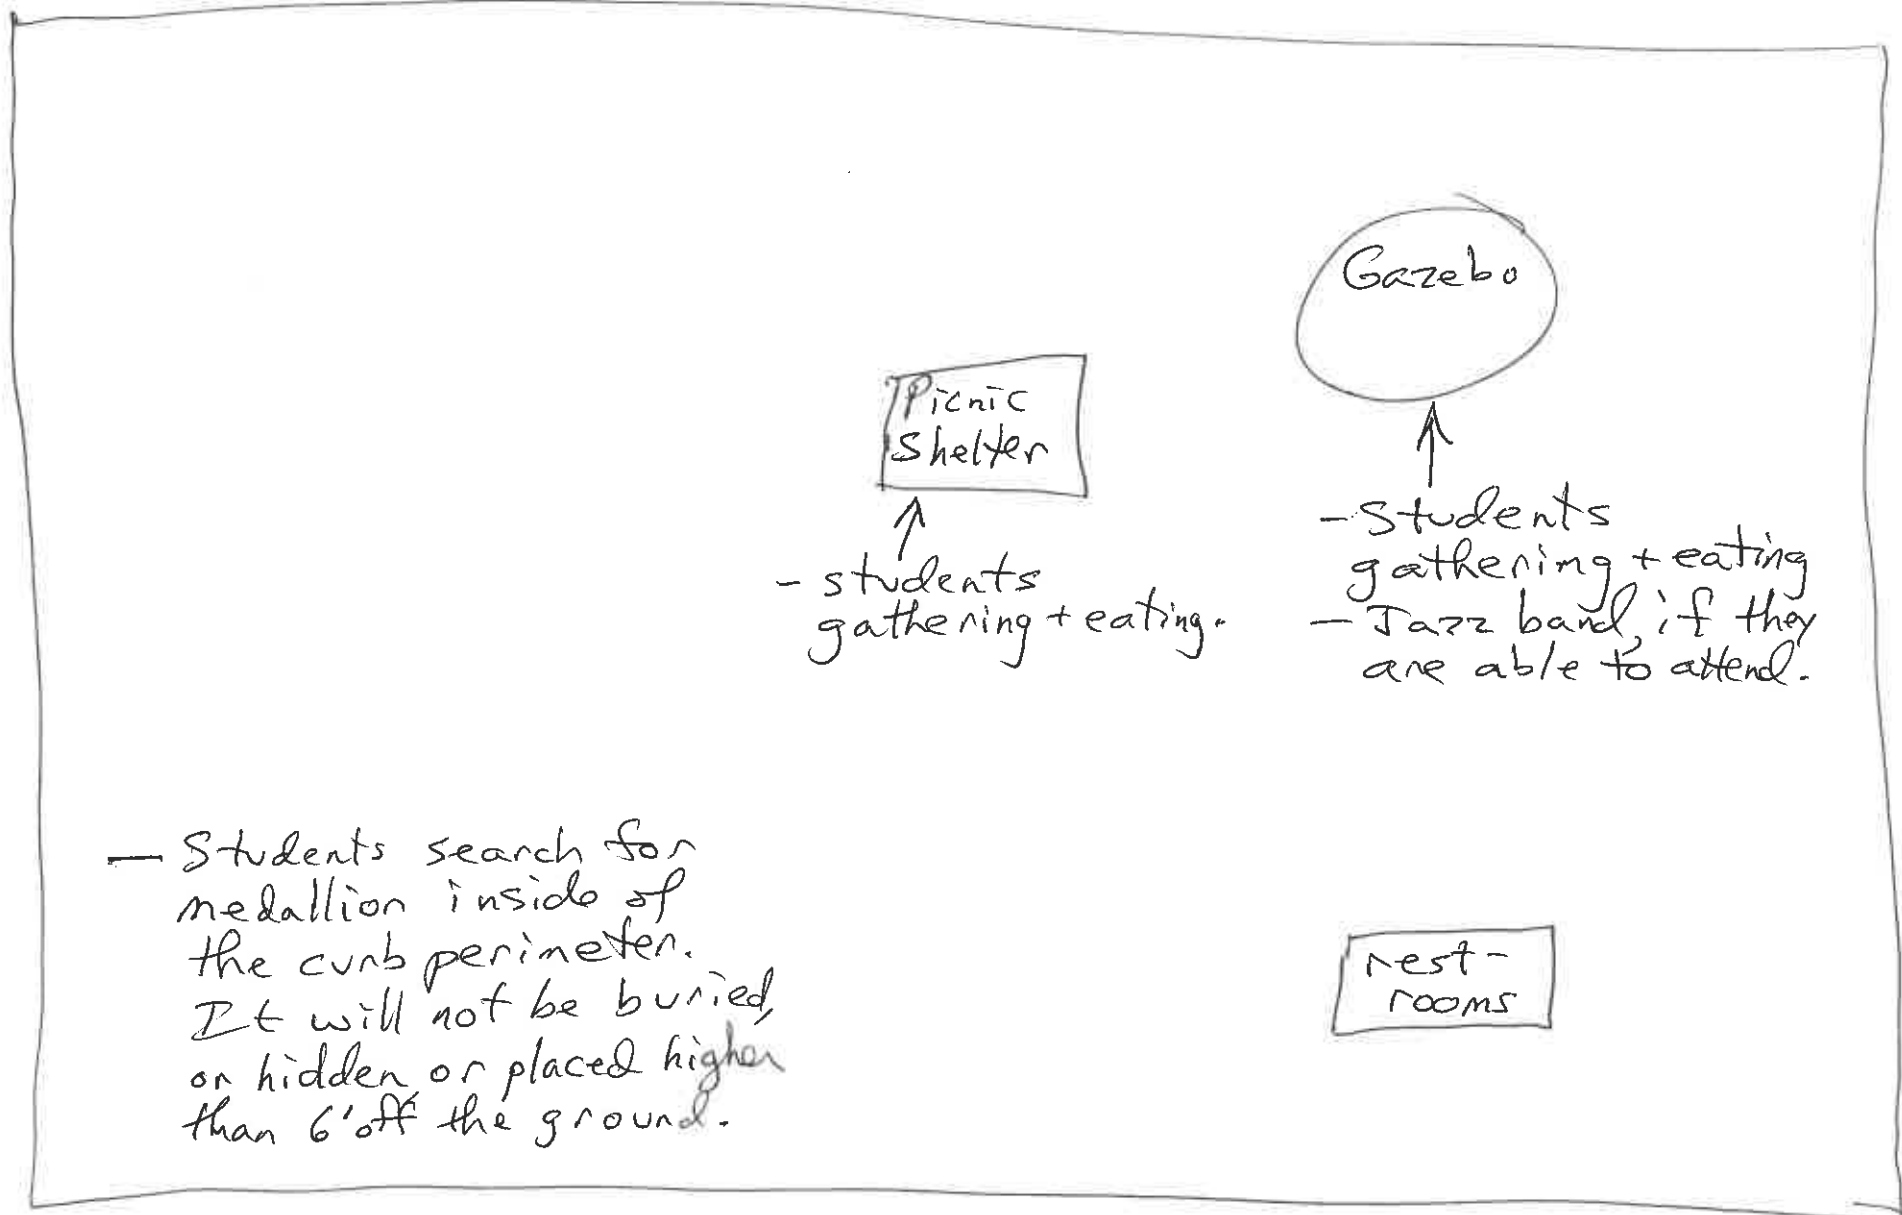 Gazebo
Picnic
Shelter
- Students
gathering + eating
- Jazz band, if they
are able to attend.
- students
gathering + eating.
- Students search for
medallion inside of
the curb perimeter.
It will not be buried,
or hidden, or placed higher
than 6' off the ground.
rest-
rooms